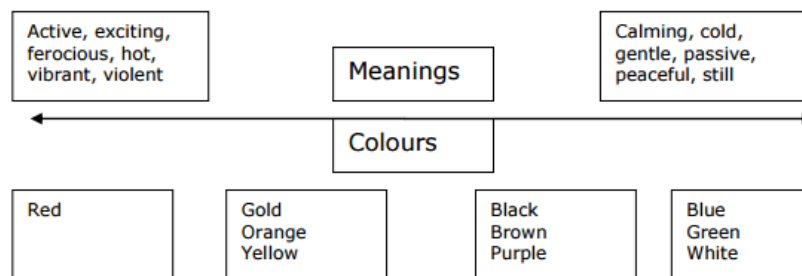 Active, exciting,
ferocious, hot,
vibrant, violent
Meanings
Calming, cold,
gentle, passive,
peaceful, still
Colours
Red
Gold
Orange
Yellow
Black
Brown
Purple
Blue
Green
White